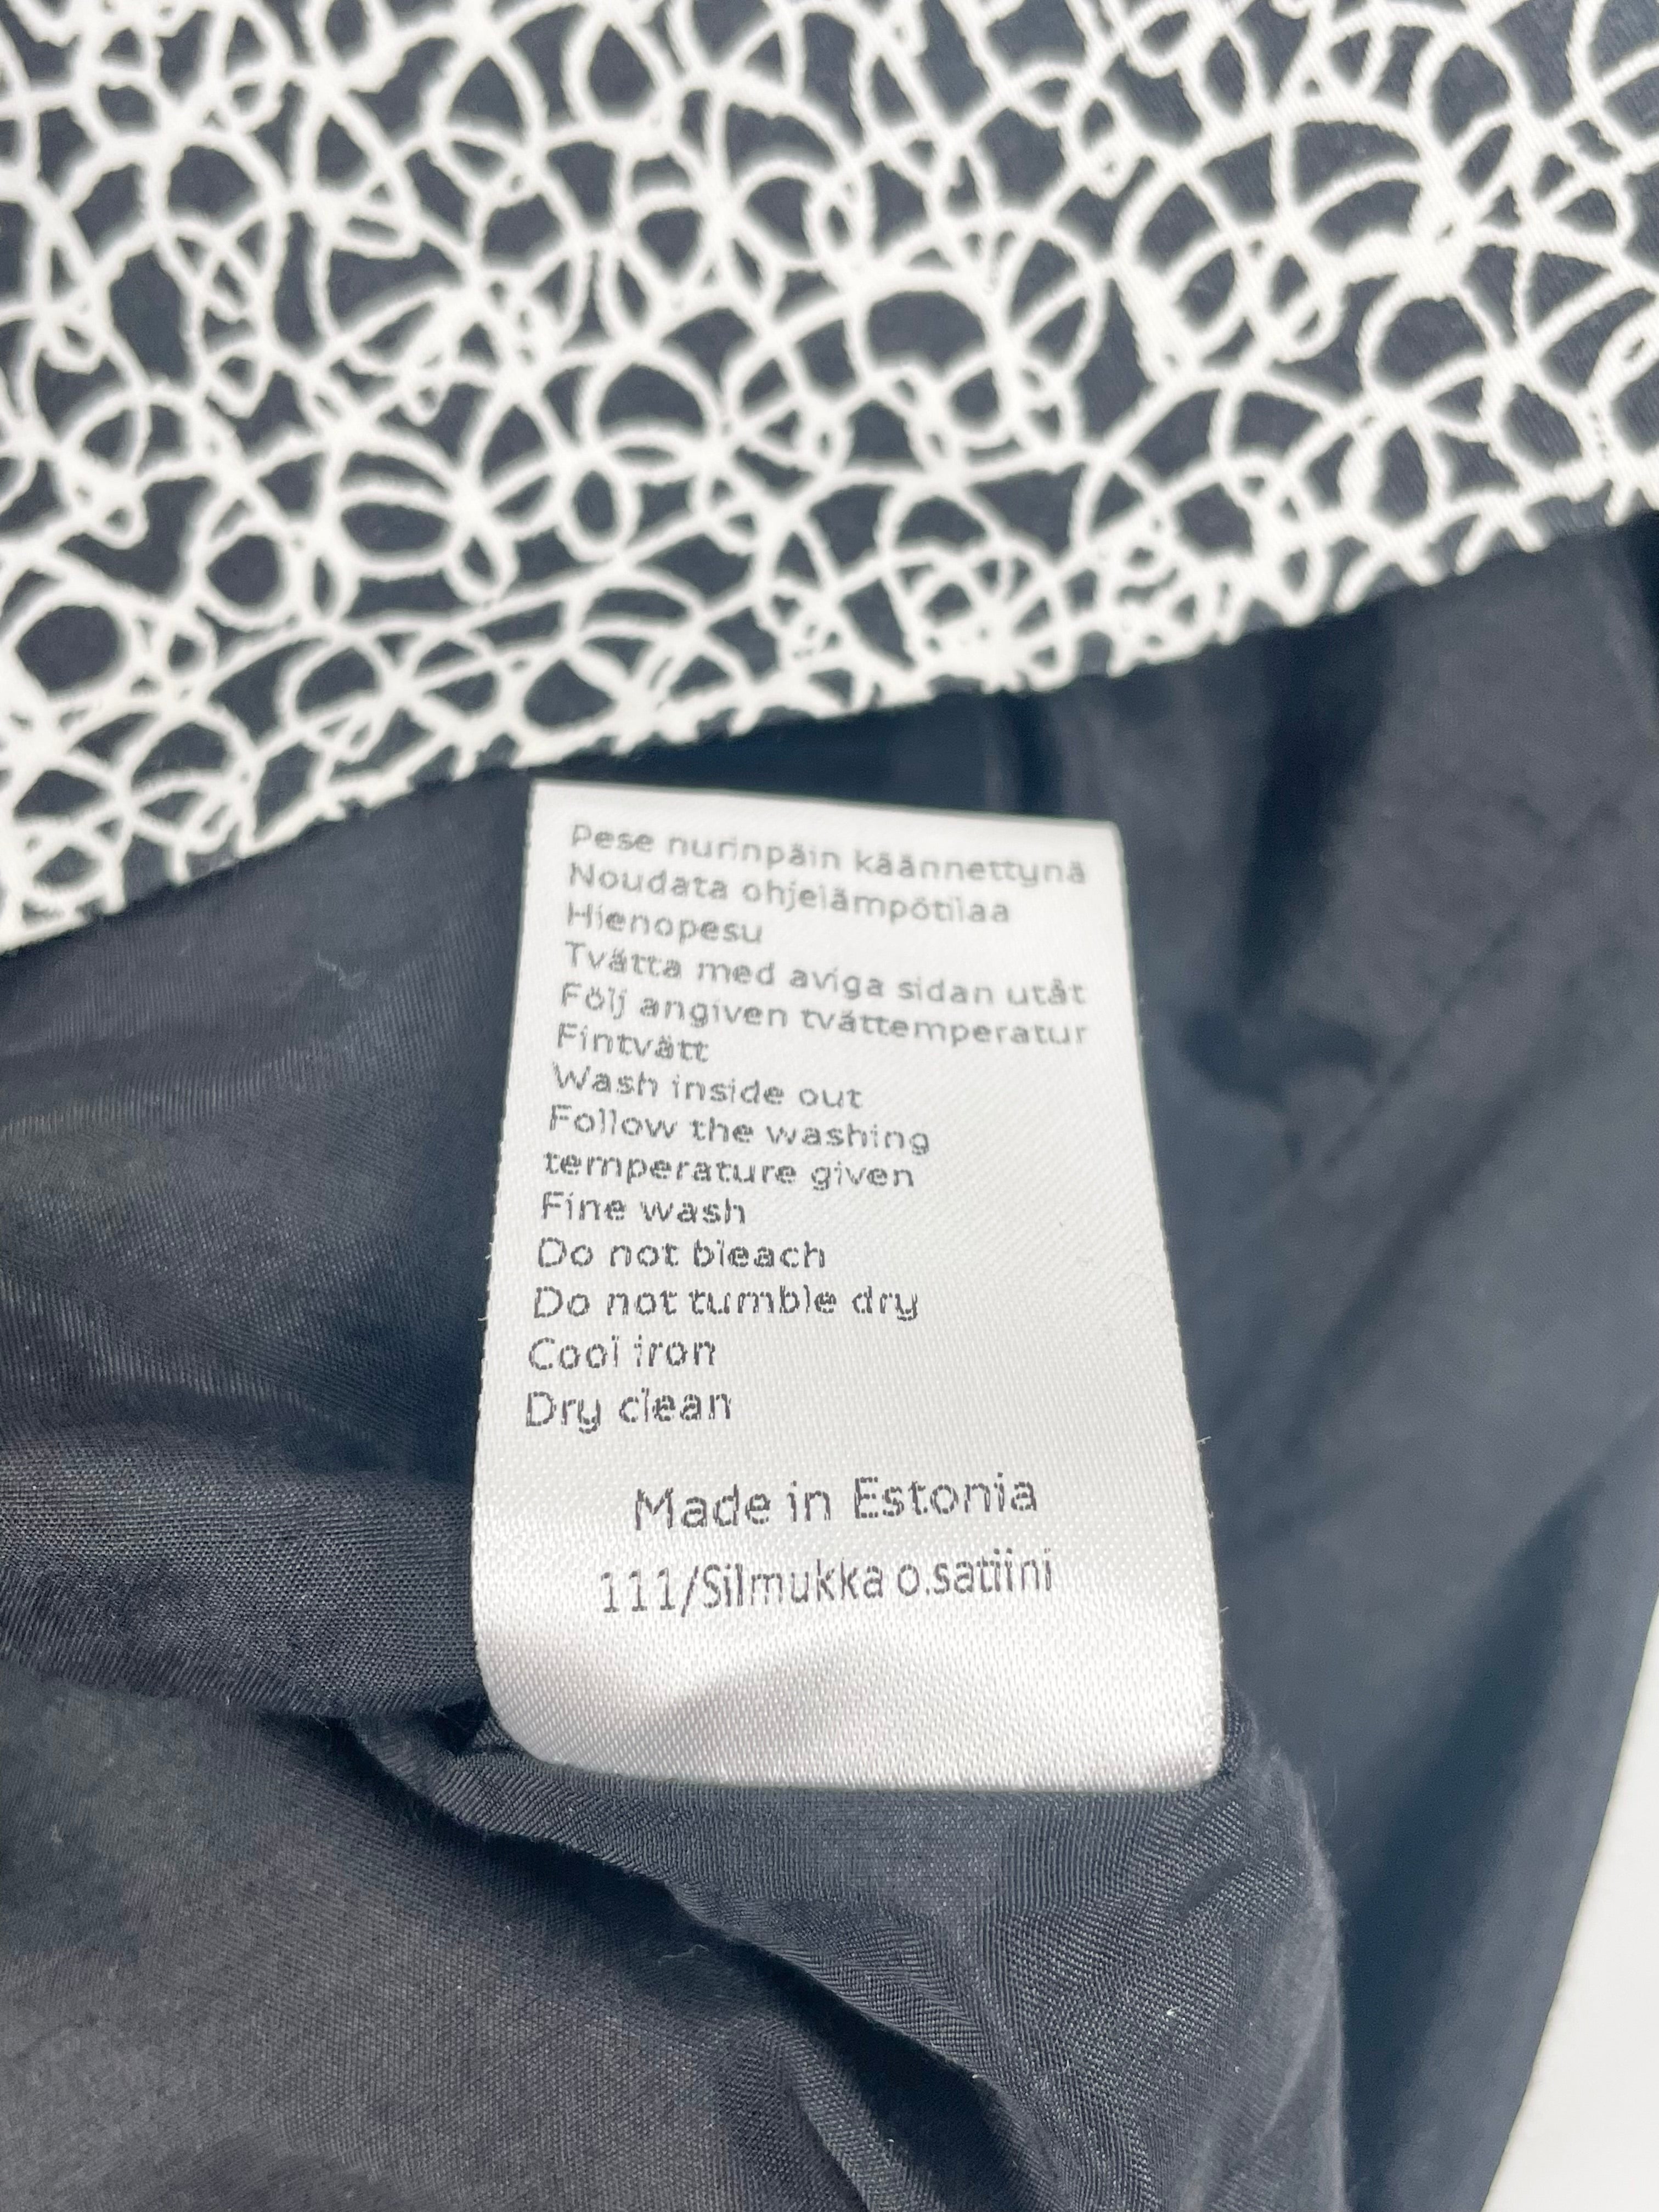 Pese nurinpäin käännettynä
Noudata ohjelämpötilaa
Hienopesu
Tvätta med aviga sidan utåt
Följ angiven tvättemperatur
Fintvätt
Wash inside out
Follow the washing
temperature given
Fine wash
Do not bleach
Do not tumble dry
Cool iron
Dry clean
Made in Estonia
111/Silmukka o.satiini